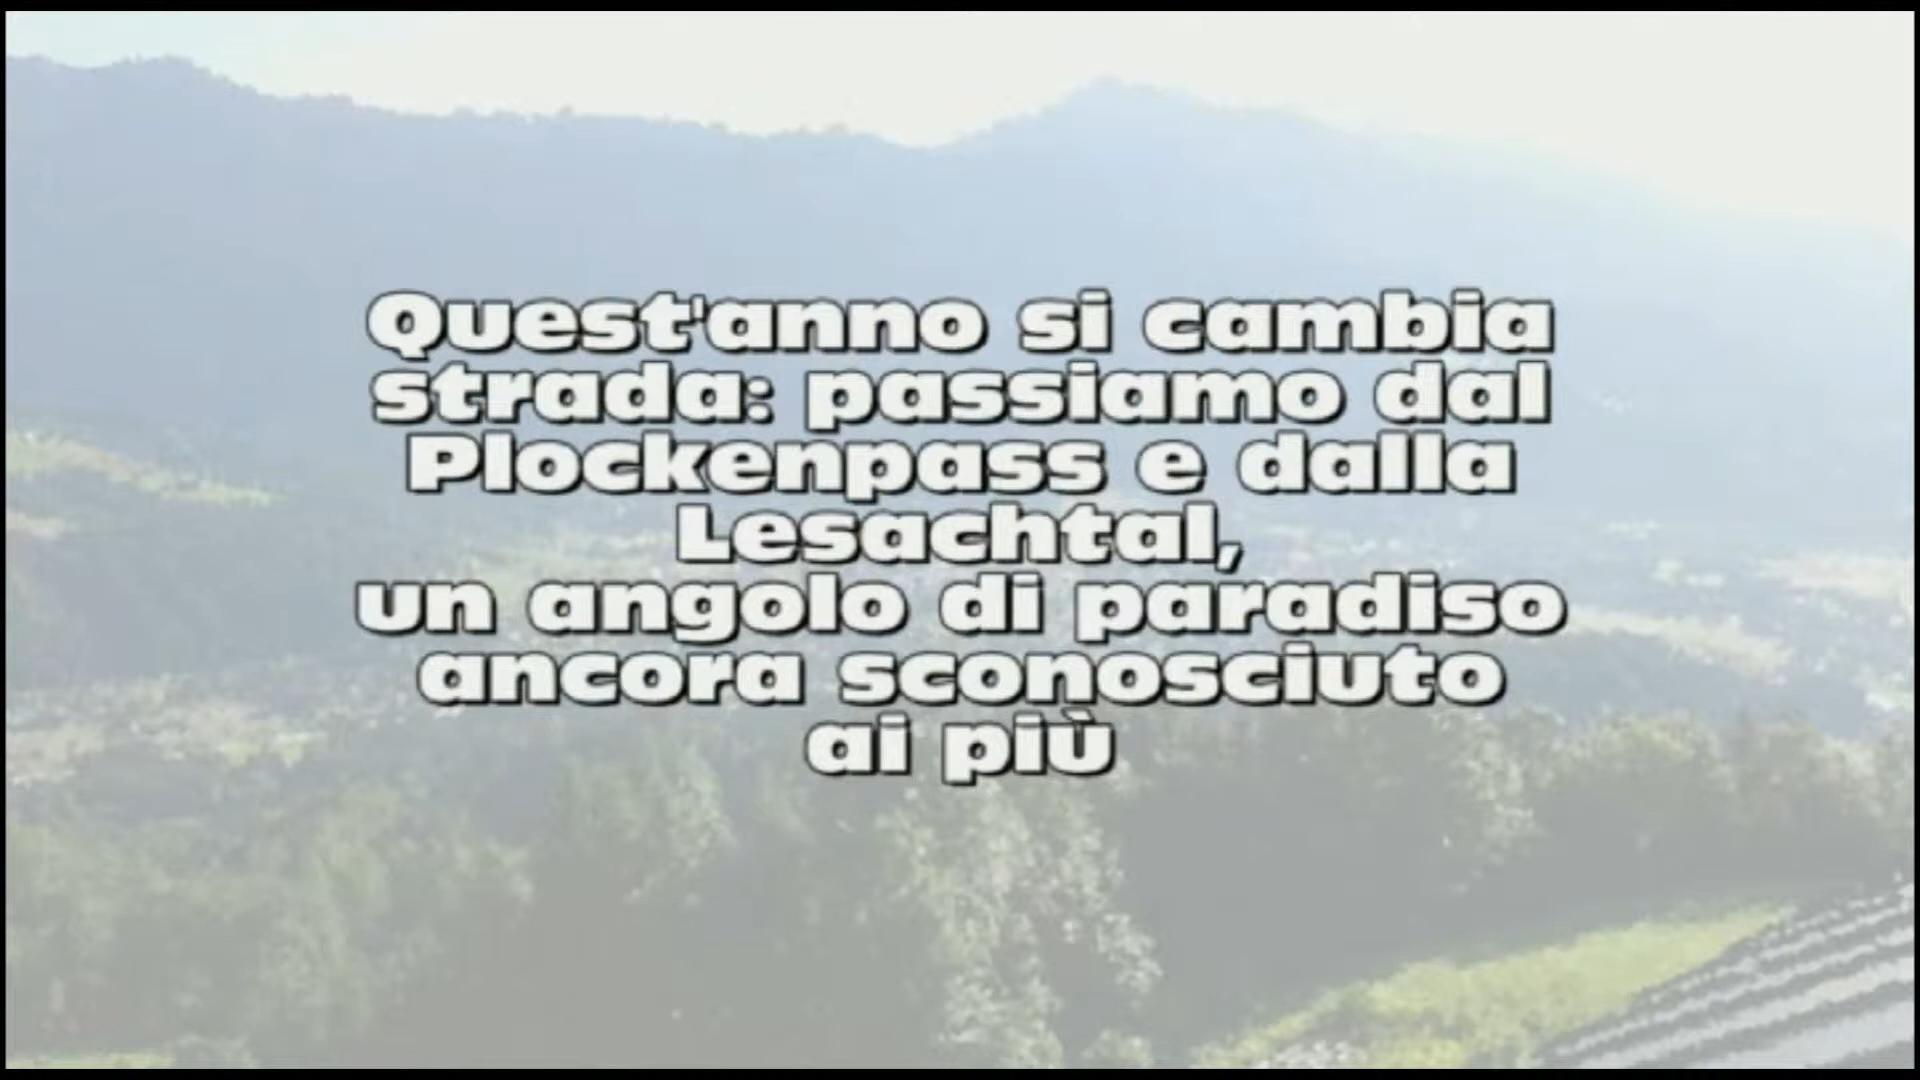 Quest'anno si cambia
strada: passiamo dal
Plockenpass e dalla
Lesachtal,
un angolo di paradiso
ancora sconosciuto
ai più